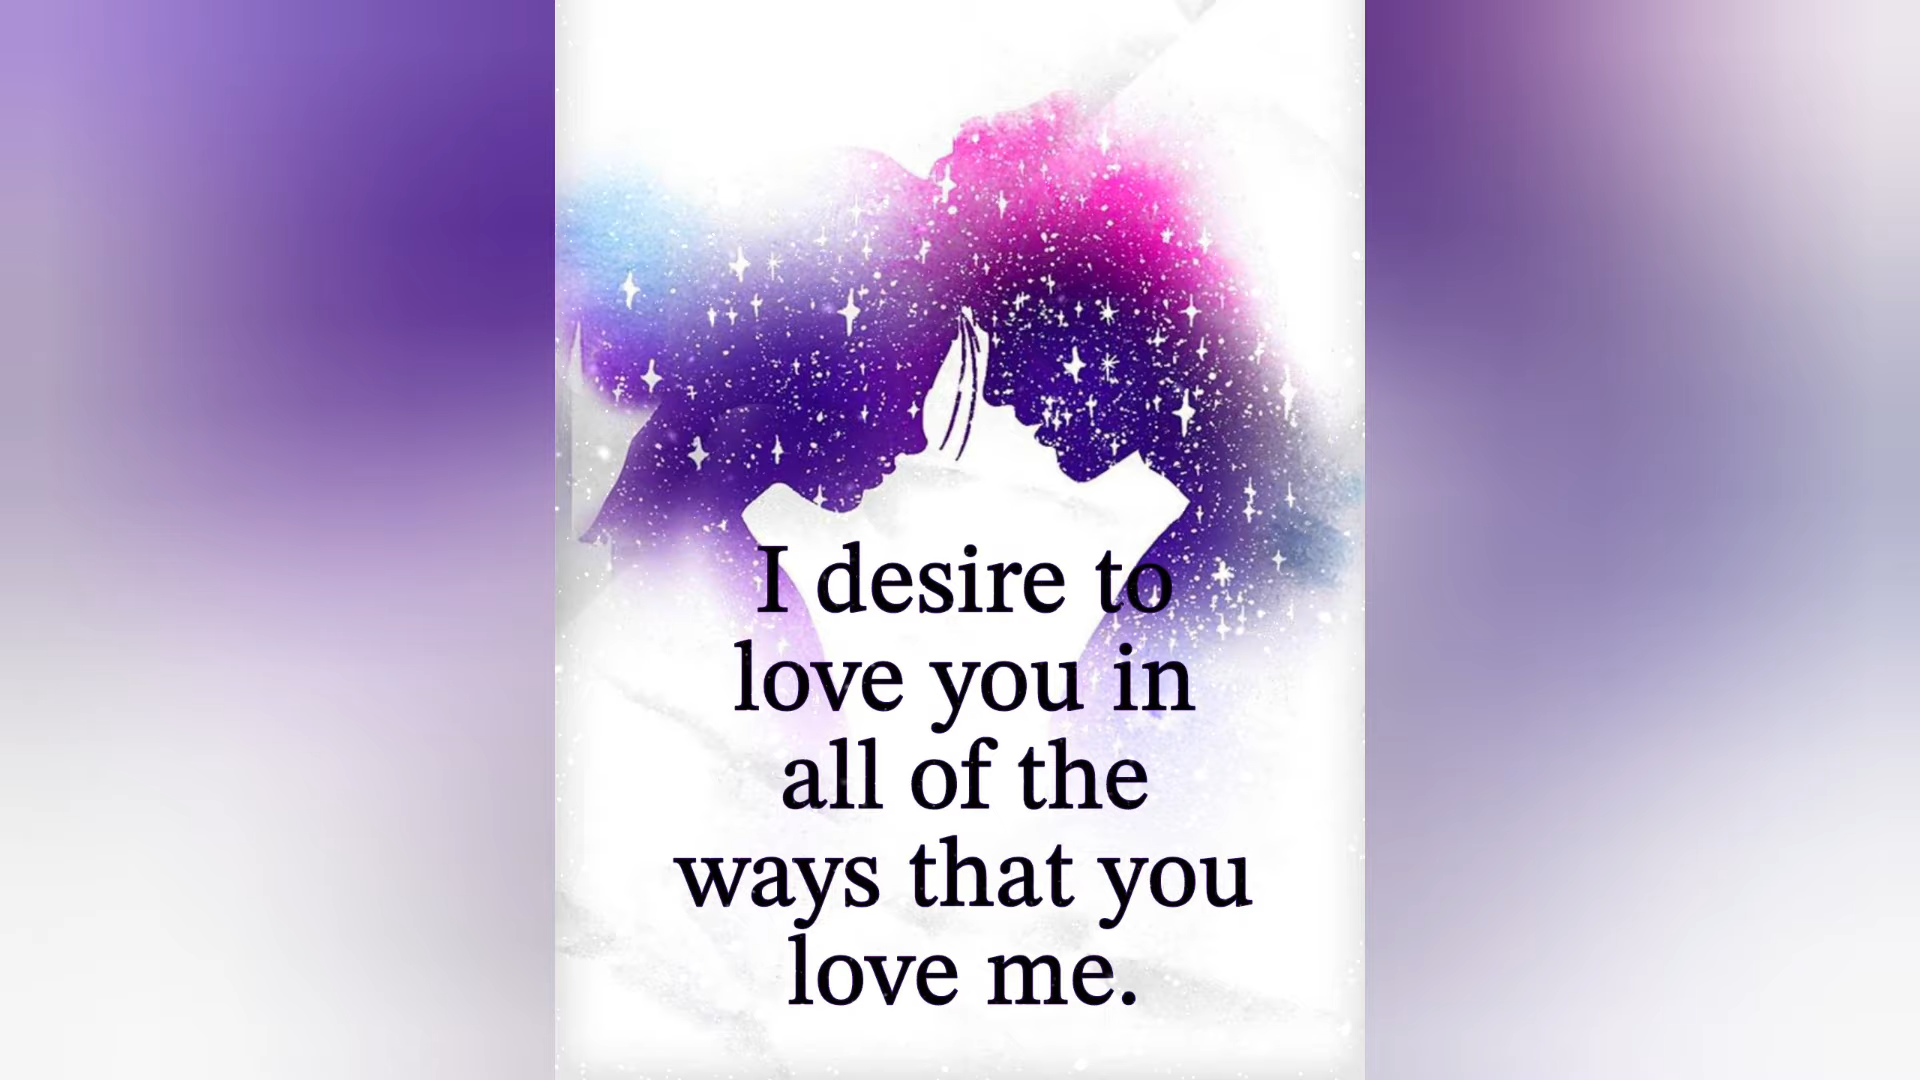 I desire to
love you in
all of the
ways that you
love me.